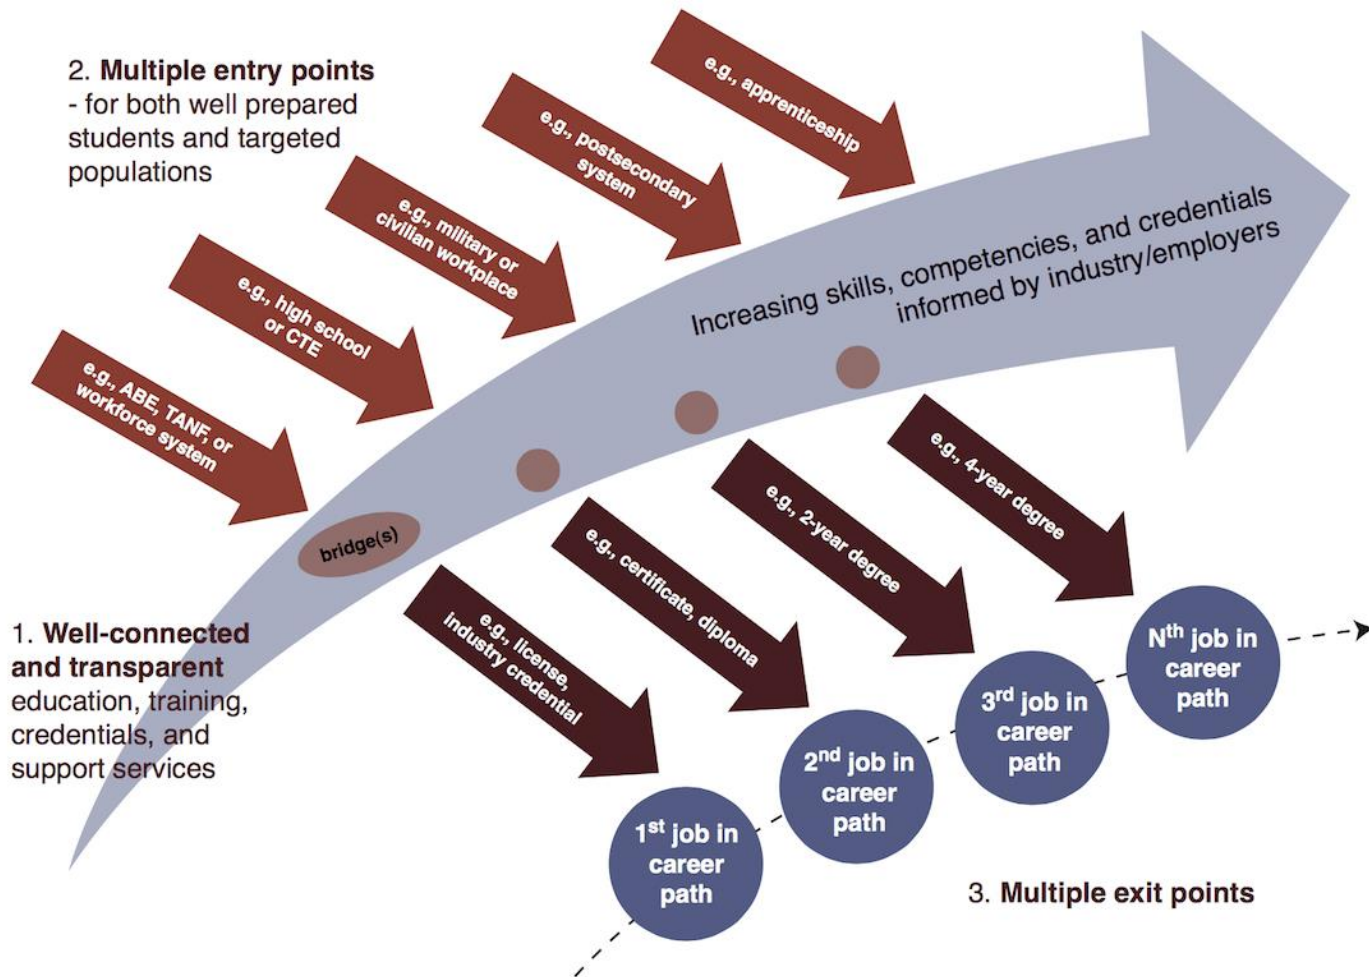 2. Multiple entry points
- for both well prepared
students and targeted
populations
e.g., apprenticeship
e.g., postsecondary
system
e.g., military or
civilian workplace
e.g., high school
or CTE
e.g., ABE, TANF, or
workforce system
Increasing skills, competencies, and credentials
informed by industry/employers
bridge(s)
1. Well-connected
and transparent
education, training,
credentials, and
support services
e.g., license,
industry credential
e.g., certificate, diploma
e.g., 2-year degree
e.g., 4-year degree
1st job in
career
path
2nd job in
career
path
3rd job in
career
path
Nth job in
career
path
3. Multiple exit points